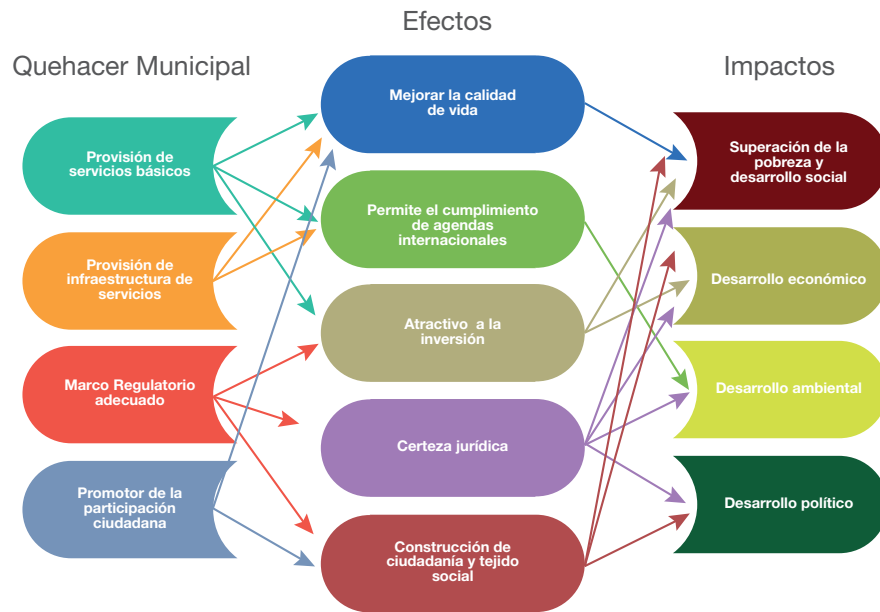 Efectos
Quehacer Municipal
Impactos
Provisión de
servicios básicos
Provisión de
infraestructura de
servicios
Marco Regulatorio
adecuado
Promotor de la
participación
ciudadana
Mejorar la calidad
de vida
Permite el cumplimiento
de agendas
internacionales
Atractivo a la
inversión
Certeza jurídica
Construcción de
ciudadanía y tejido
social
Superación de la
pobreza y
desarrollo social
Desarrollo económico
Desarrollo ambiental
Desarrollo político